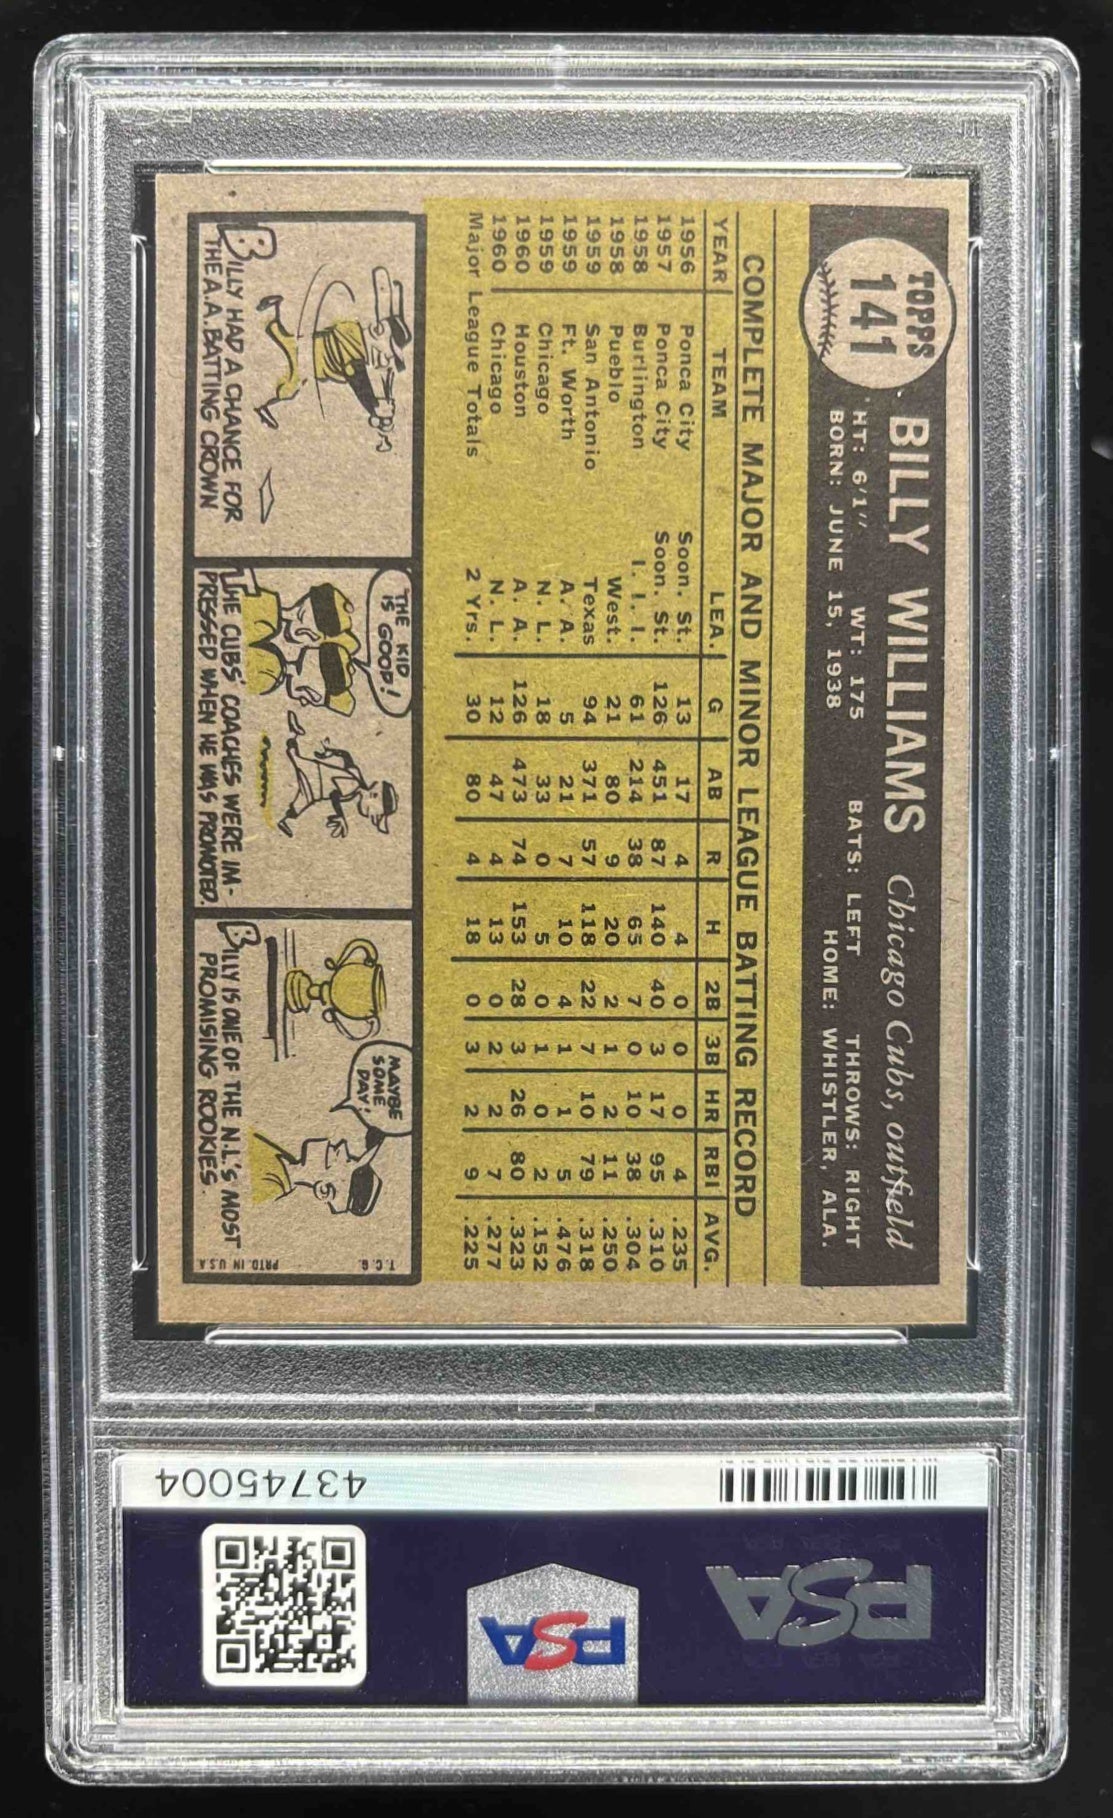 TOPPS
141
BILLY WILLIAMS Chicago Cubs, outfield
HT: 6'1" WT: 175 BATS: LEFT THROWS: RIGHT
BORN: JUNE 15, 1938 HOME: WHISTLER, ALA.
COMPLETE MAJOR AND MINOR LEAGUE BATTING RECORD
YEAR TEAM LEA. G AB R H 2B 3B HR RBI AVG.
1956 Ponca City Soon. St. 13 17 4 4 0 0 0 4 .235
1957 Ponca City Soon. St. 126 451 87 140 40 3 17 95 .310
1958 Burlington I. I. I. 61 214 38 65 7 0 10 38 .304
1958 Pueblo West. 21 80 9 20 2 1 2 11 .250
1959 San Antonio Texas 94 371 57 118 22 7 10 79 .318
1959 Ft. Worth A. A. 5 21 7 10 4 1 1 5 .476
1959 Chicago N. L. 18 33 0 5 0 1 0 2 .152
1960 Houston A. A. 126 473 74 153 28 3 26 80 .323
1960 Chicago N. L. 12 47 4 13 0 2 2 7 .277
Major League Totals 2 Yrs. 30 80 4 18 0 3 2 9 .225
BILLY HAD A CHANCE FOR
THE A.A. BATTING CROWN
THE KID
IS GOOD!
THE CUBS' COACHES WERE IM-
PRESSED WHEN HE WAS PROMOTED.
MAYBE
SOME
DAY!
BILLY IS ONE OF THE N.L.'S MOST
PROMISING ROOKIES.
T.C.G. PRTD. IN U.S.A.
43745004
PSA
PSA